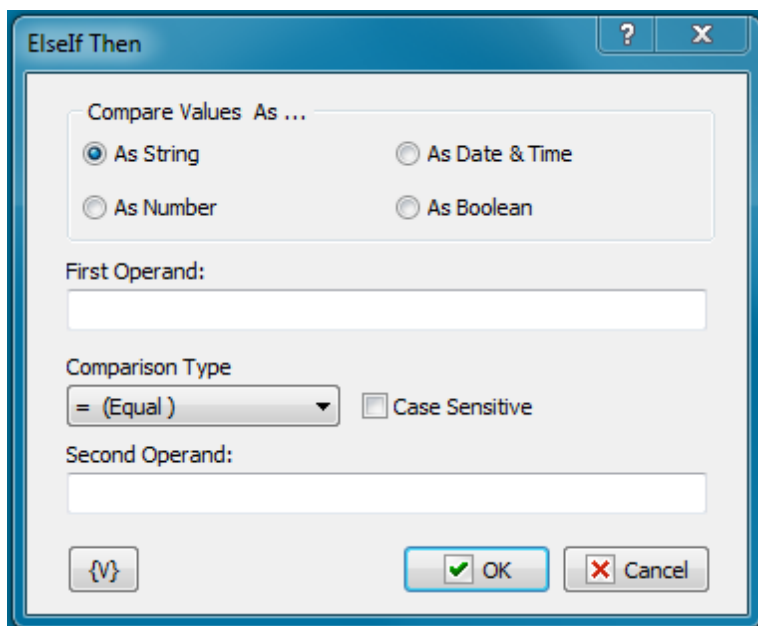 ElseIf Then
Compare Values As ...
As String
As Date & Time
As Number
As Boolean
First Operand:
Comparison Type
= (Equal )
Case Sensitive
Second Operand:
{V}
OK
Cancel